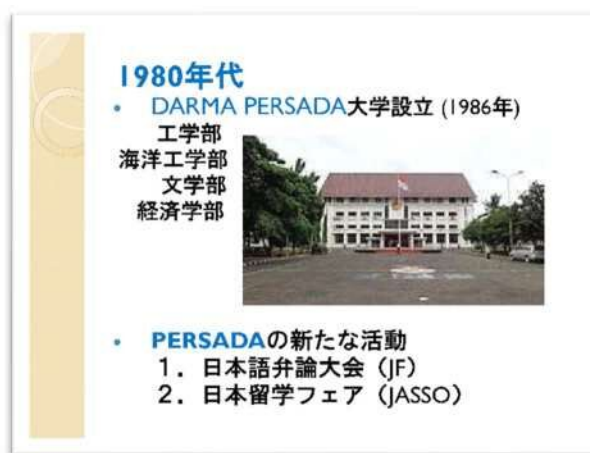 1980年代
• DARMA PERSADA大学設立 (1986年)
工学部
海洋工学部
文学部
経済学部
• PERSADAの新たな活動
1．日本語弁論大会（JF）
2．日本留学フェア（JASSO）